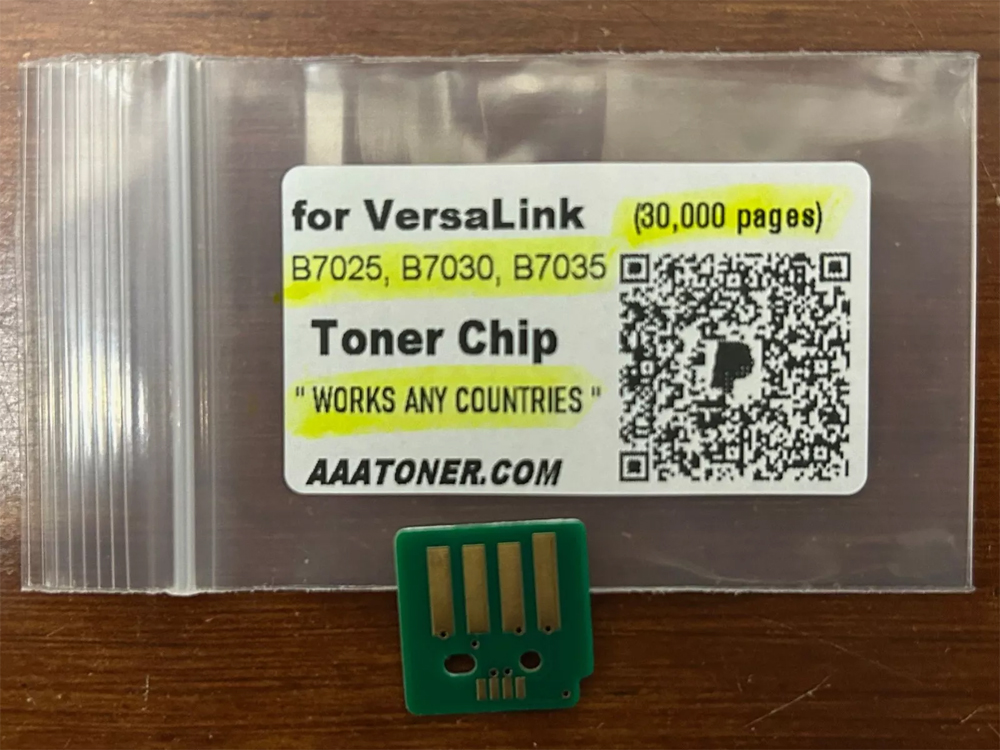 for VersaLink (30,000 pages)
B7025, B7030, B7035
Toner Chip
" WORKS ANY COUNTRIES "
AAATONER.COM